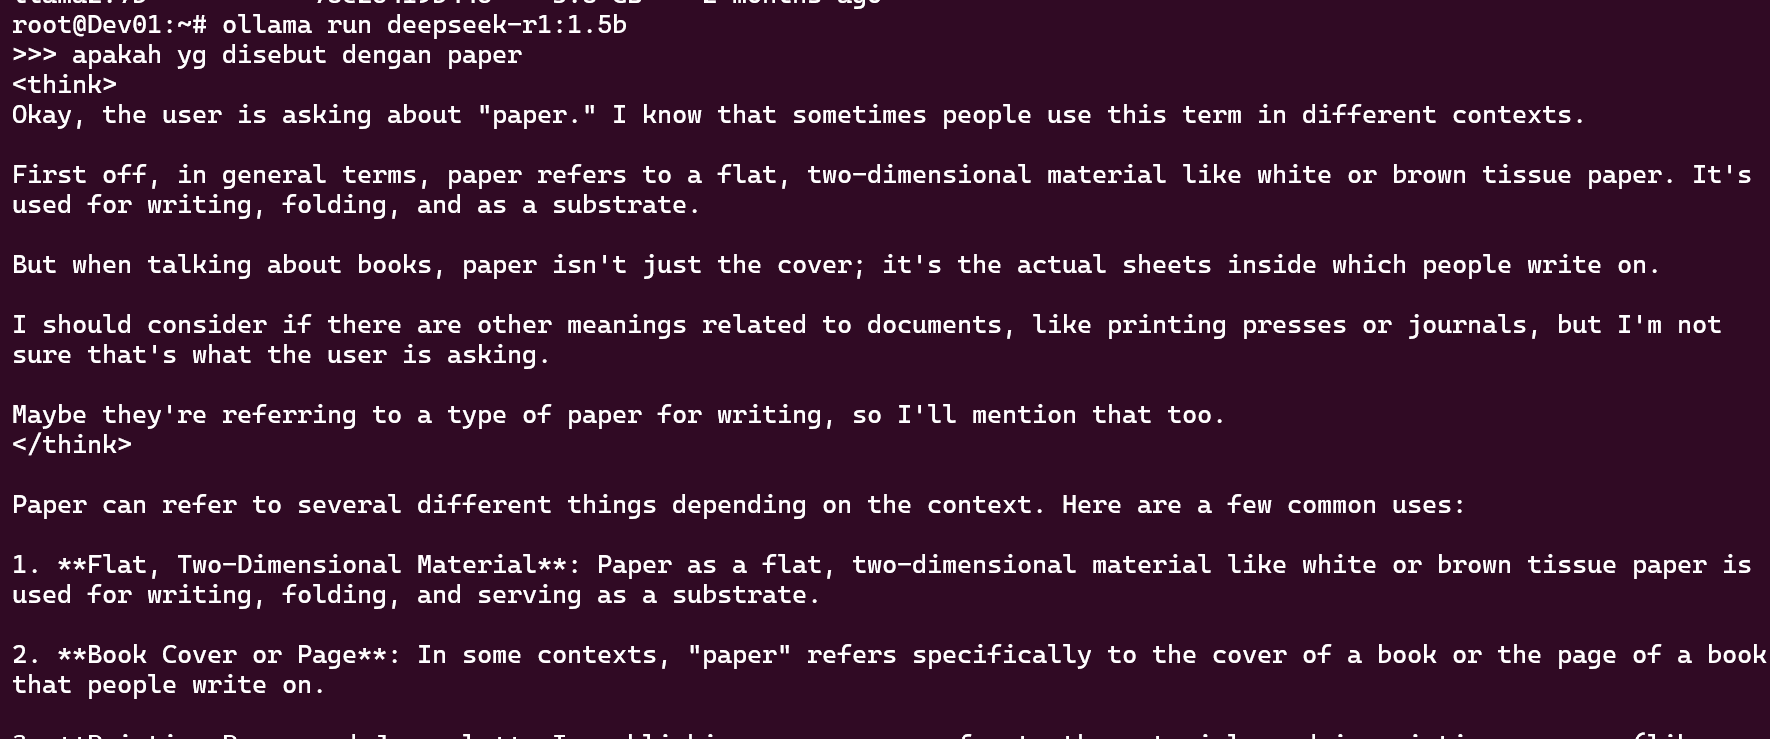 root@Dev01:~# ollama run deepseek-r1:1.5b
>>> apakah yg disebut dengan paper
<think>
Okay, the user is asking about "paper." I know that sometimes people use this term in different contexts.
First off, in general terms, paper refers to a flat, two-dimensional material like white or brown tissue paper. It's
used for writing, folding, and as a substrate.
But when talking about books, paper isn't just the cover; it's the actual sheets inside which people write on.
I should consider if there are other meanings related to documents, like printing presses or journals, but I'm not
sure that's what the user is asking.
Maybe they're referring to a type of paper for writing, so I'll mention that too.
</think>
Paper can refer to several different things depending on the context. Here are a few common uses:
1. **Flat, Two-Dimensional Material**: Paper as a flat, two-dimensional material like white or brown tissue paper is
used for writing, folding, and serving as a substrate.
2. **Book Cover or Page**: In some contexts, "paper" refers specifically to the cover of a book or the page of a book
that people write on.